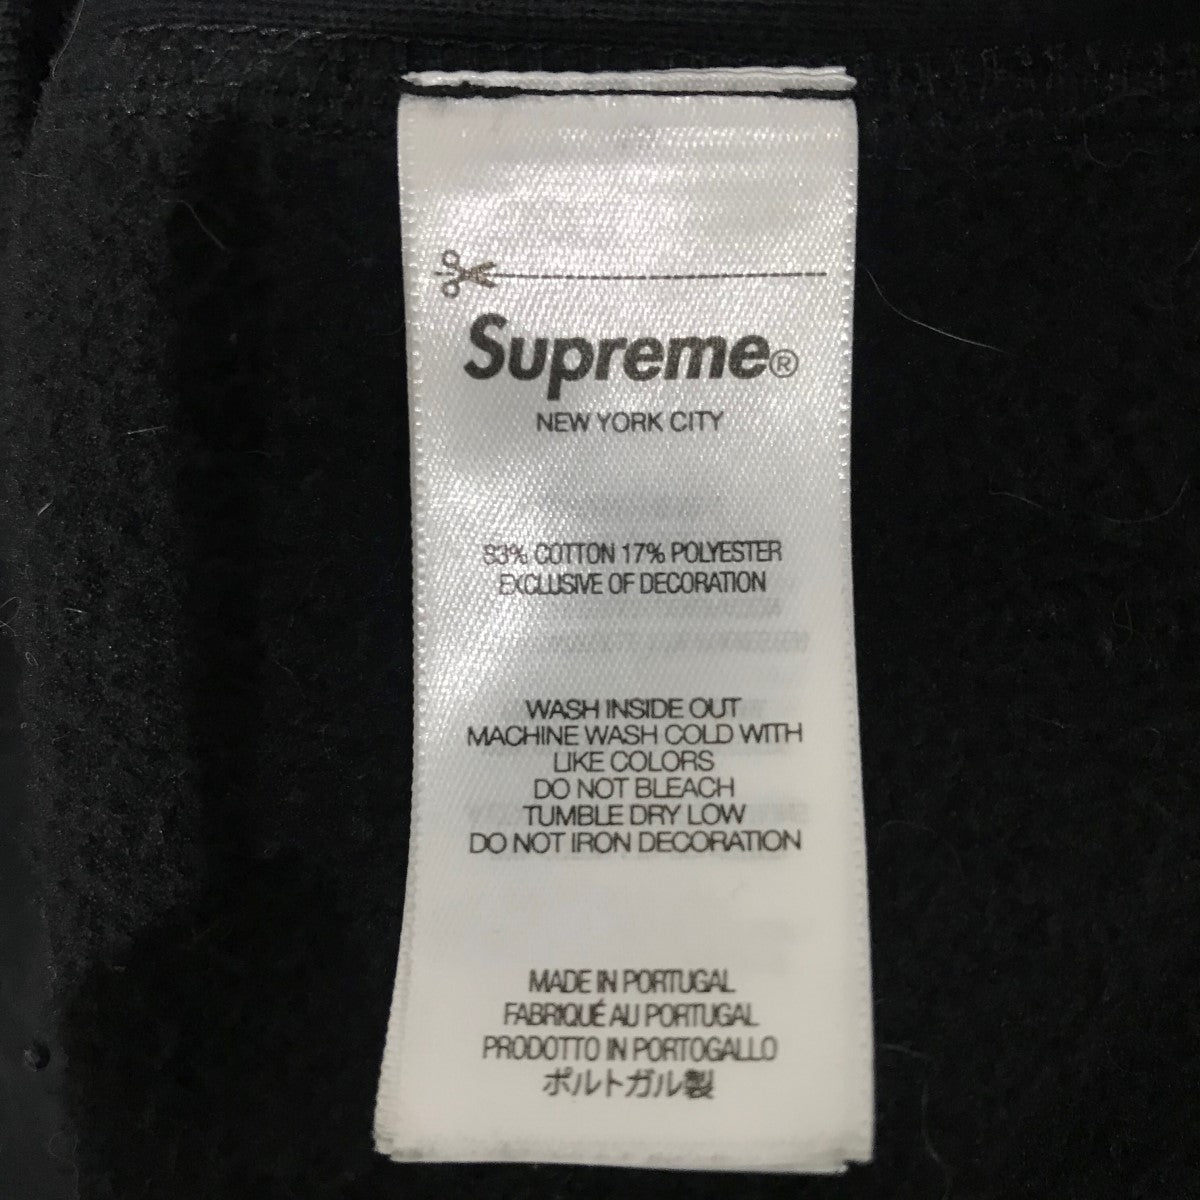 Supreme®
NEW YORK CITY
83% COTTON 17% POLYESTER
EXCLUSIVE OF DECORATION
WASH INSIDE OUT
MACHINE WASH COLD WITH
LIKE COLORS
DO NOT BLEACH
TUMBLE DRY LOW
DO NOT IRON DECORATION
MADE IN PORTUGAL
FABRIQUÉ AU PORTUGAL
PRODOTTO IN PORTOGALLO
ポルトガル製